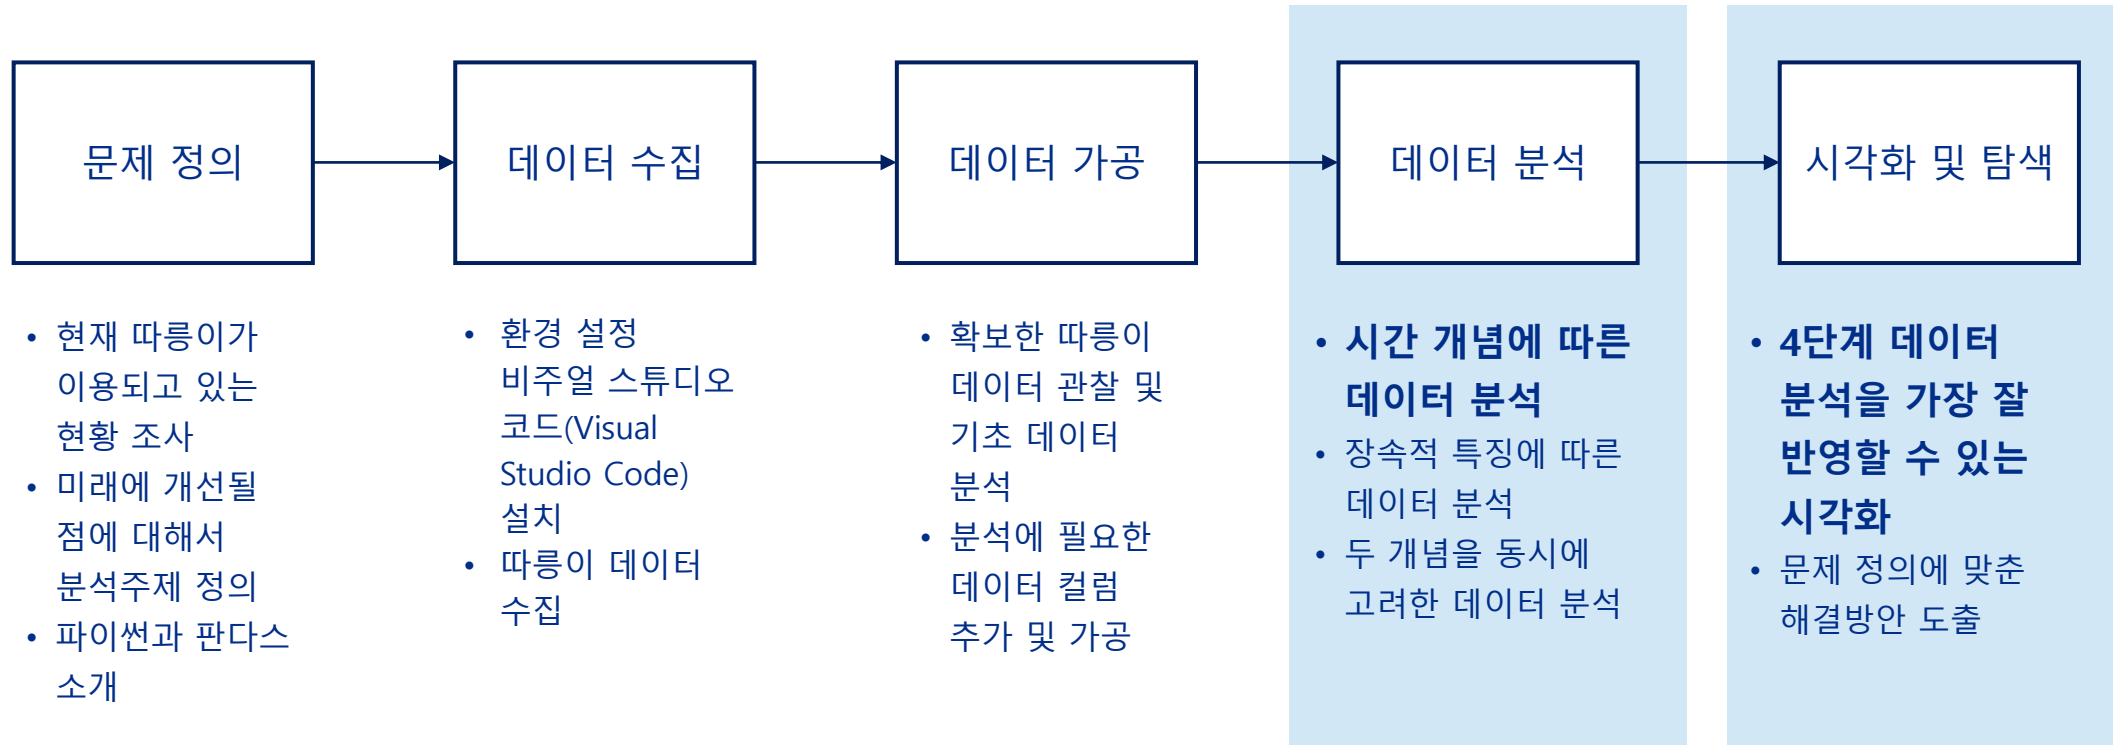 문제 정의
데이터 수집
데이터 가공
데이터 분석
시각화 및 탐색
• 현재 따릉이가
이용되고 있는
현황 조사
• 미래에 개선될
점에 대해서
분석주제 정의
• 파이썬과 판다스
소개
• 환경 설정
비주얼 스튜디오
코드(Visual
Studio Code)
설치
• 따릉이 데이터
수집
• 확보한 따릉이
데이터 관찰 및
기초 데이터
분석
• 분석에 필요한
데이터 컬럼
추가 및 가공
• 시간 개념에 따른
데이터 분석
• 장속적 특징에 따른
데이터 분석
• 두 개념을 동시에
고려한 데이터 분석
• 4단계 데이터
분석을 가장 잘
반영할 수 있는
시각화
• 문제 정의에 맞춘
해결방안 도출